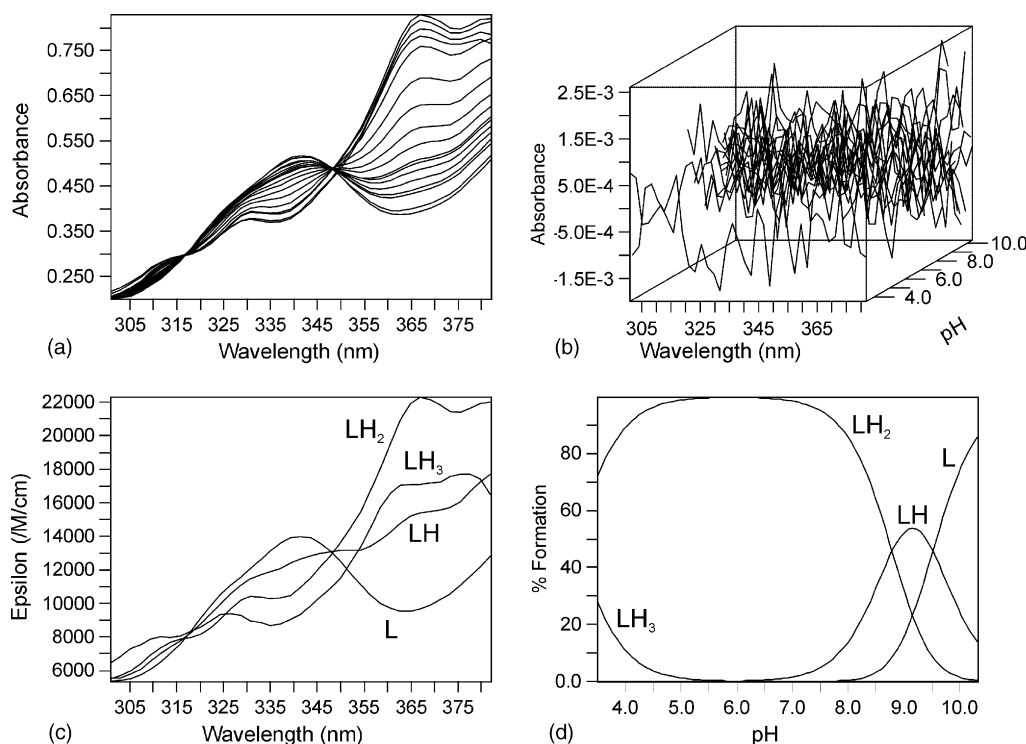 0.750
0.650
0.550
0.450
0.350
0.250
Absorbance
305 315 325 335 345 355 365 375
Wavelength (nm)
(a)
2.5E-3
1.5E-3
5.0E-4
-5.0E-4
-1.5E-3
Absorbance
305 325 345 365
Wavelength (nm)
4.0 6.0 8.0 10.0
pH
(b)
22000
20000
18000
16000
14000
12000
10000
8000
6000
Epsilon (/M/cm)
LH2
LH3
LH
L
305 315 325 335 345 355 365 375
Wavelength (nm)
(c)
80
60
40
20
0.0
% Formation
LH2
L
LH
LH3
4.0 5.0 6.0 7.0 8.0 9.0 10.0
pH
(d)